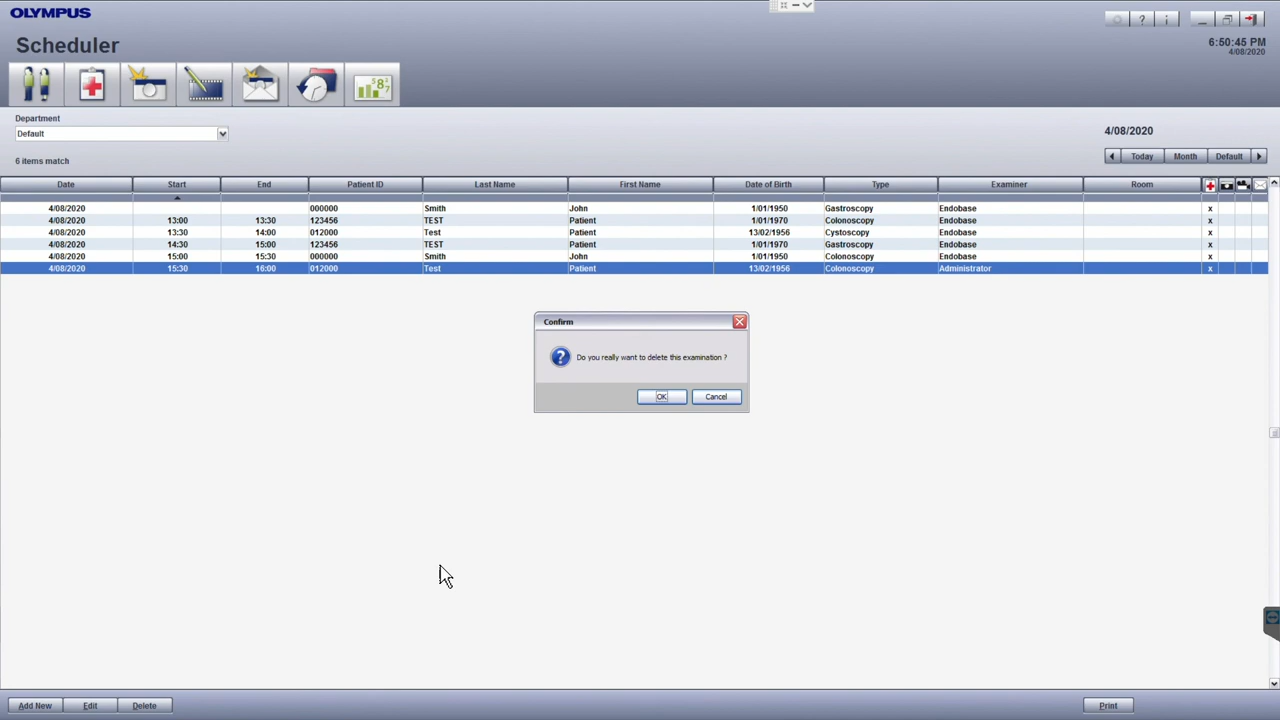 OLYMPUS
Scheduler
6:50:45 PM
4/08/2020
Department
Default
4/08/2020
6 items match
Today Month Default
Date Start End Patient ID Last Name First Name Date of Birth Type Examiner Room
4/08/2020 000000 Smith John 1/01/1950 Gastroscopy Endobase x
4/08/2020 13:00 13:30 123456 TEST Patient 1/01/1970 Colonoscopy Endobase x
4/08/2020 13:30 14:00 012000 Test Patient 13/02/1956 Cystoscopy Endobase x
4/08/2020 14:30 15:00 123456 TEST Patient 1/01/1970 Gastroscopy Endobase x
4/08/2020 15:00 15:30 000000 Smith John 1/01/1950 Colonoscopy Endobase x
4/08/2020 15:30 16:00 012000 Test Patient 13/02/1956 Colonoscopy Administrator x
Confirm
Do you really want to delete this examination ?
OK Cancel
Add New Edit Delete Print